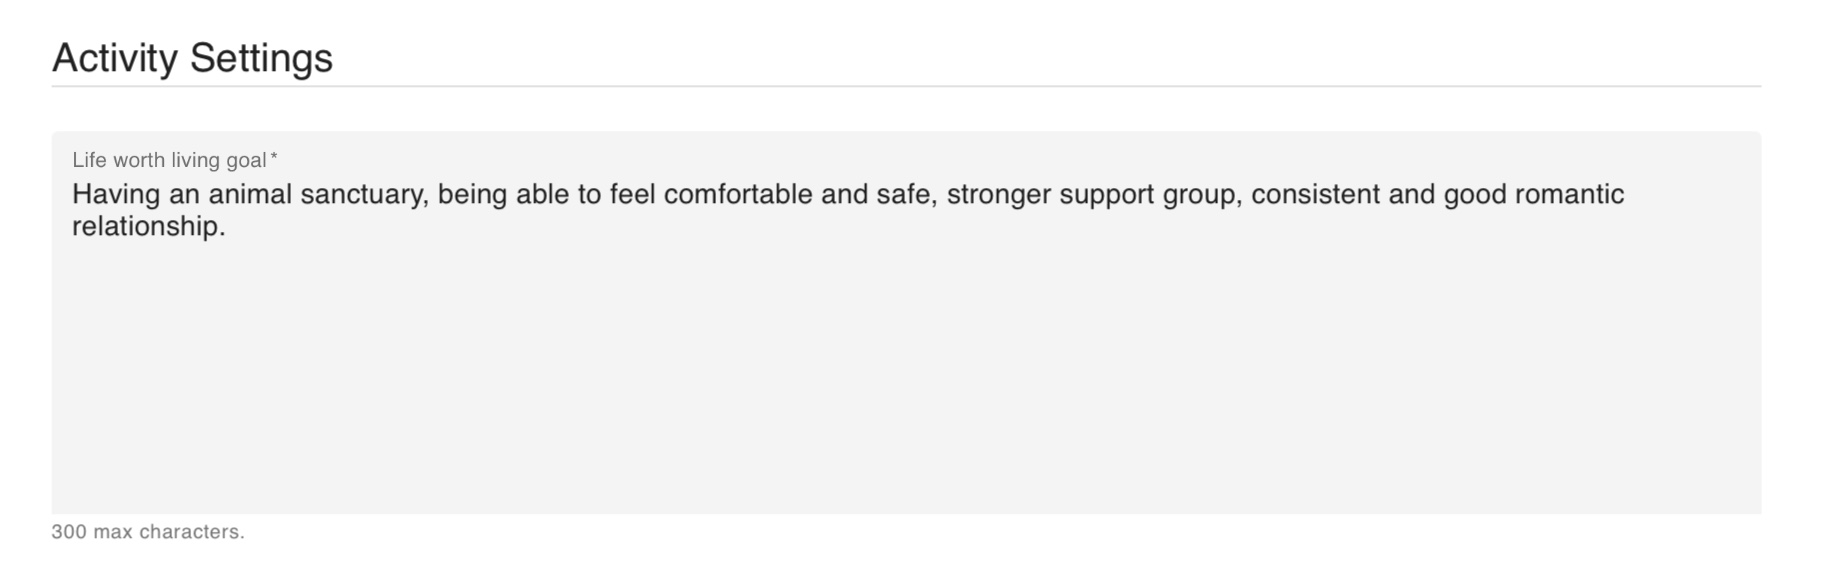 Activity Settings
Life worth living goal*
Having an animal sanctuary, being able to feel comfortable and safe, stronger support group, consistent and good romantic
relationship.
300 max characters.